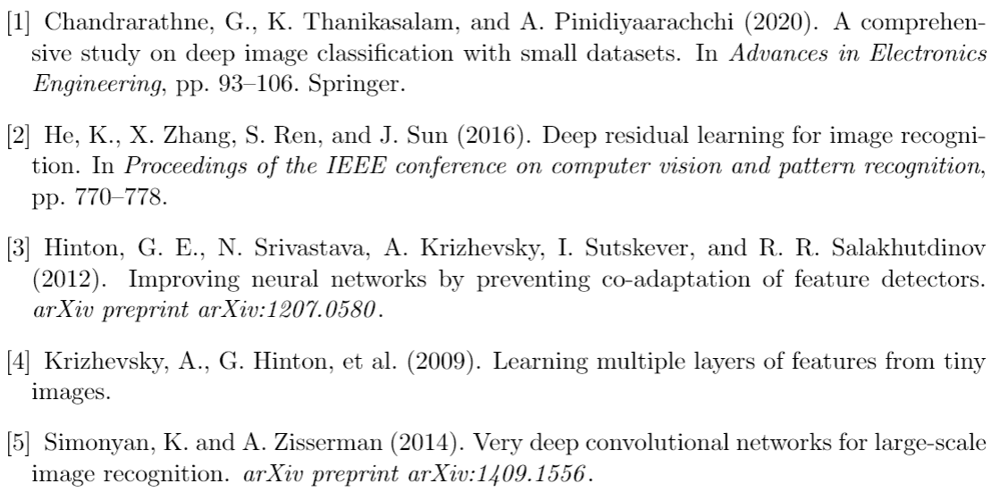 [1] Chandrarathne, G., K. Thanikasalam, and A. Pinidiyaarachchi (2020). A comprehen-
sive study on deep image classification with small datasets. In Advances in Electronics
Engineering, pp. 93–106. Springer.
[2] He, K., X. Zhang, S. Ren, and J. Sun (2016). Deep residual learning for image recogni-
tion. In Proceedings of the IEEE conference on computer vision and pattern recognition,
pp. 770–778.
[3] Hinton, G. E., N. Srivastava, A. Krizhevsky, I. Sutskever, and R. R. Salakhutdinov
(2012). Improving neural networks by preventing co-adaptation of feature detectors.
arXiv preprint arXiv:1207.0580.
[4] Krizhevsky, A., G. Hinton, et al. (2009). Learning multiple layers of features from tiny
images.
[5] Simonyan, K. and A. Zisserman (2014). Very deep convolutional networks for large-scale
image recognition. arXiv preprint arXiv:1409.1556.